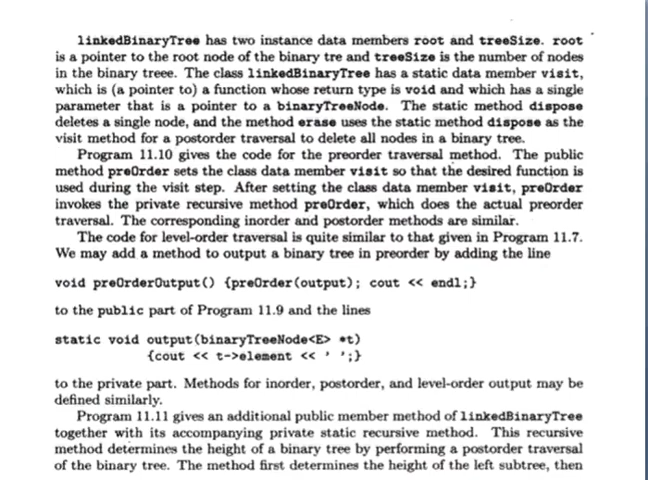 linkedBinaryTree has two instance data members root and treeSize. root
is a pointer to the root node of the binary tre and treeSize is the number of nodes
in the binary treee. The class linkedBinaryTree has a static data member visit,
which is (a pointer to) a function whose return type is void and which has a single
parameter that is a pointer to a binaryTreeNode. The static method dispose
deletes a single node, and the method erase uses the static method dispose as the
visit method for a postorder traversal to delete all nodes in a binary tree.
Program 11.10 gives the code for the preorder traversal method. The public
method preOrder sets the class data member visit so that the desired function is
used during the visit step. After setting the class data member visit, preOrder
invokes the private recursive method preOrder, which does the actual preorder
traversal. The corresponding inorder and postorder methods are similar.
The code for level-order traversal is quite similar to that given in Program 11.7.
We may add a method to output a binary tree in preorder by adding the line
void preOrderOutput() {preOrder(output); cout << endl;}
to the public part of Program 11.9 and the lines
static void output(binaryTreeNode<E> *t)
{cout << t->element << ' ';}
to the private part. Methods for inorder, postorder, and level-order output may be
defined similarly.
Program 11.11 gives an additional public member method of linkedBinaryTree
together with its accompanying private static recursive method. This recursive
method determines the height of a binary tree by performing a postorder traversal
of the binary tree. The method first determines the height of the left subtree, then